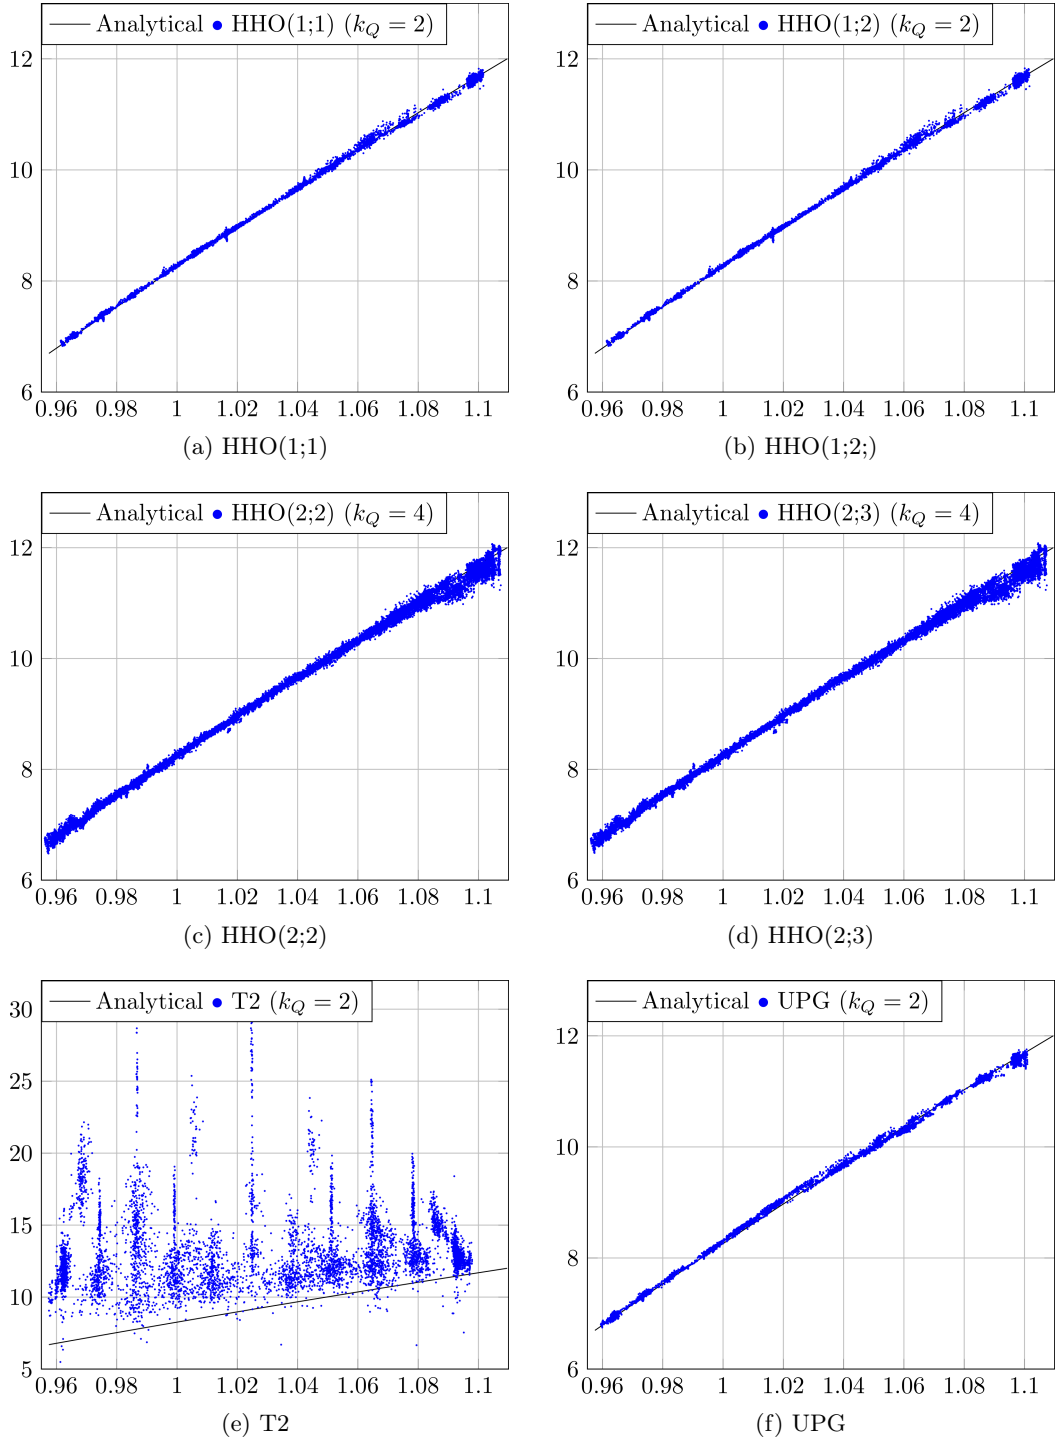 Analytical HHO(1;1) (k_Q = 2)
12
10
8
6
0.96 0.98 1 1.02 1.04 1.06 1.08 1.1
(a) HHO(1;1)
Analytical HHO(1;2) (k_Q = 2)
12
10
8
6
0.96 0.98 1 1.02 1.04 1.06 1.08 1.1
(b) HHO(1;2;)
Analytical HHO(2;2) (k_Q = 4)
12
10
8
6
0.96 0.98 1 1.02 1.04 1.06 1.08 1.1
(c) HHO(2;2)
Analytical HHO(2;3) (k_Q = 4)
12
10
8
6
0.96 0.98 1 1.02 1.04 1.06 1.08 1.1
(d) HHO(2;3)
Analytical T2 (k_Q = 2)
30
25
20
15
10
5
0.96 0.98 1 1.02 1.04 1.06 1.08 1.1
(e) T2
Analytical UPG (k_Q = 2)
12
10
8
6
0.96 0.98 1 1.02 1.04 1.06 1.08 1.1
(f) UPG